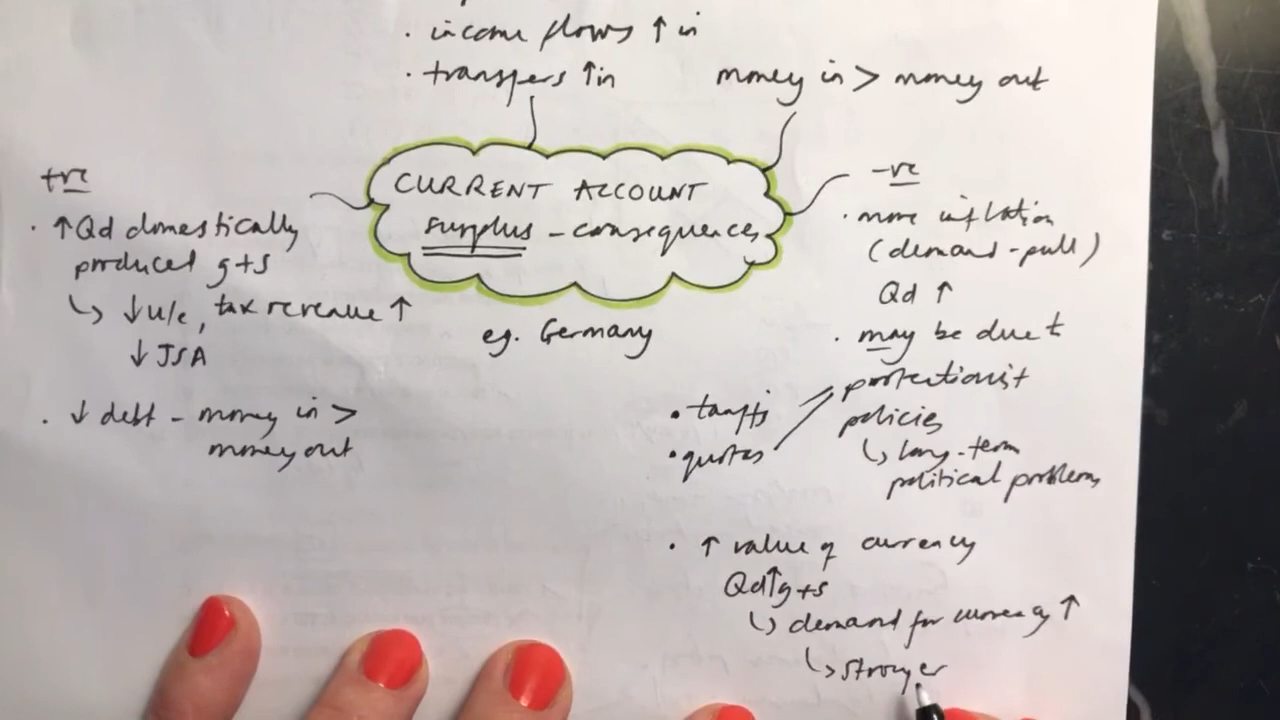 · income flows ↑ in
· transfers ↑in
money in > money out
CURRENT ACCOUNT
surplus - consequences
eg. Germany
+ve
· ↑Qd domestically
produced g+s
↳ ↓u/e, tax revenue ↑
↓ JSA
· ↓ debt - money in >
money out
-ve
· more inflation
(demand-pull)
Qd ↑
· may be due t
protectionist
policies
↳ long-term
political problems
• tariffs
• quotas
· ↑ value of currency
Qd↑g+s
↳ demand for currency ↑
↳ stronger